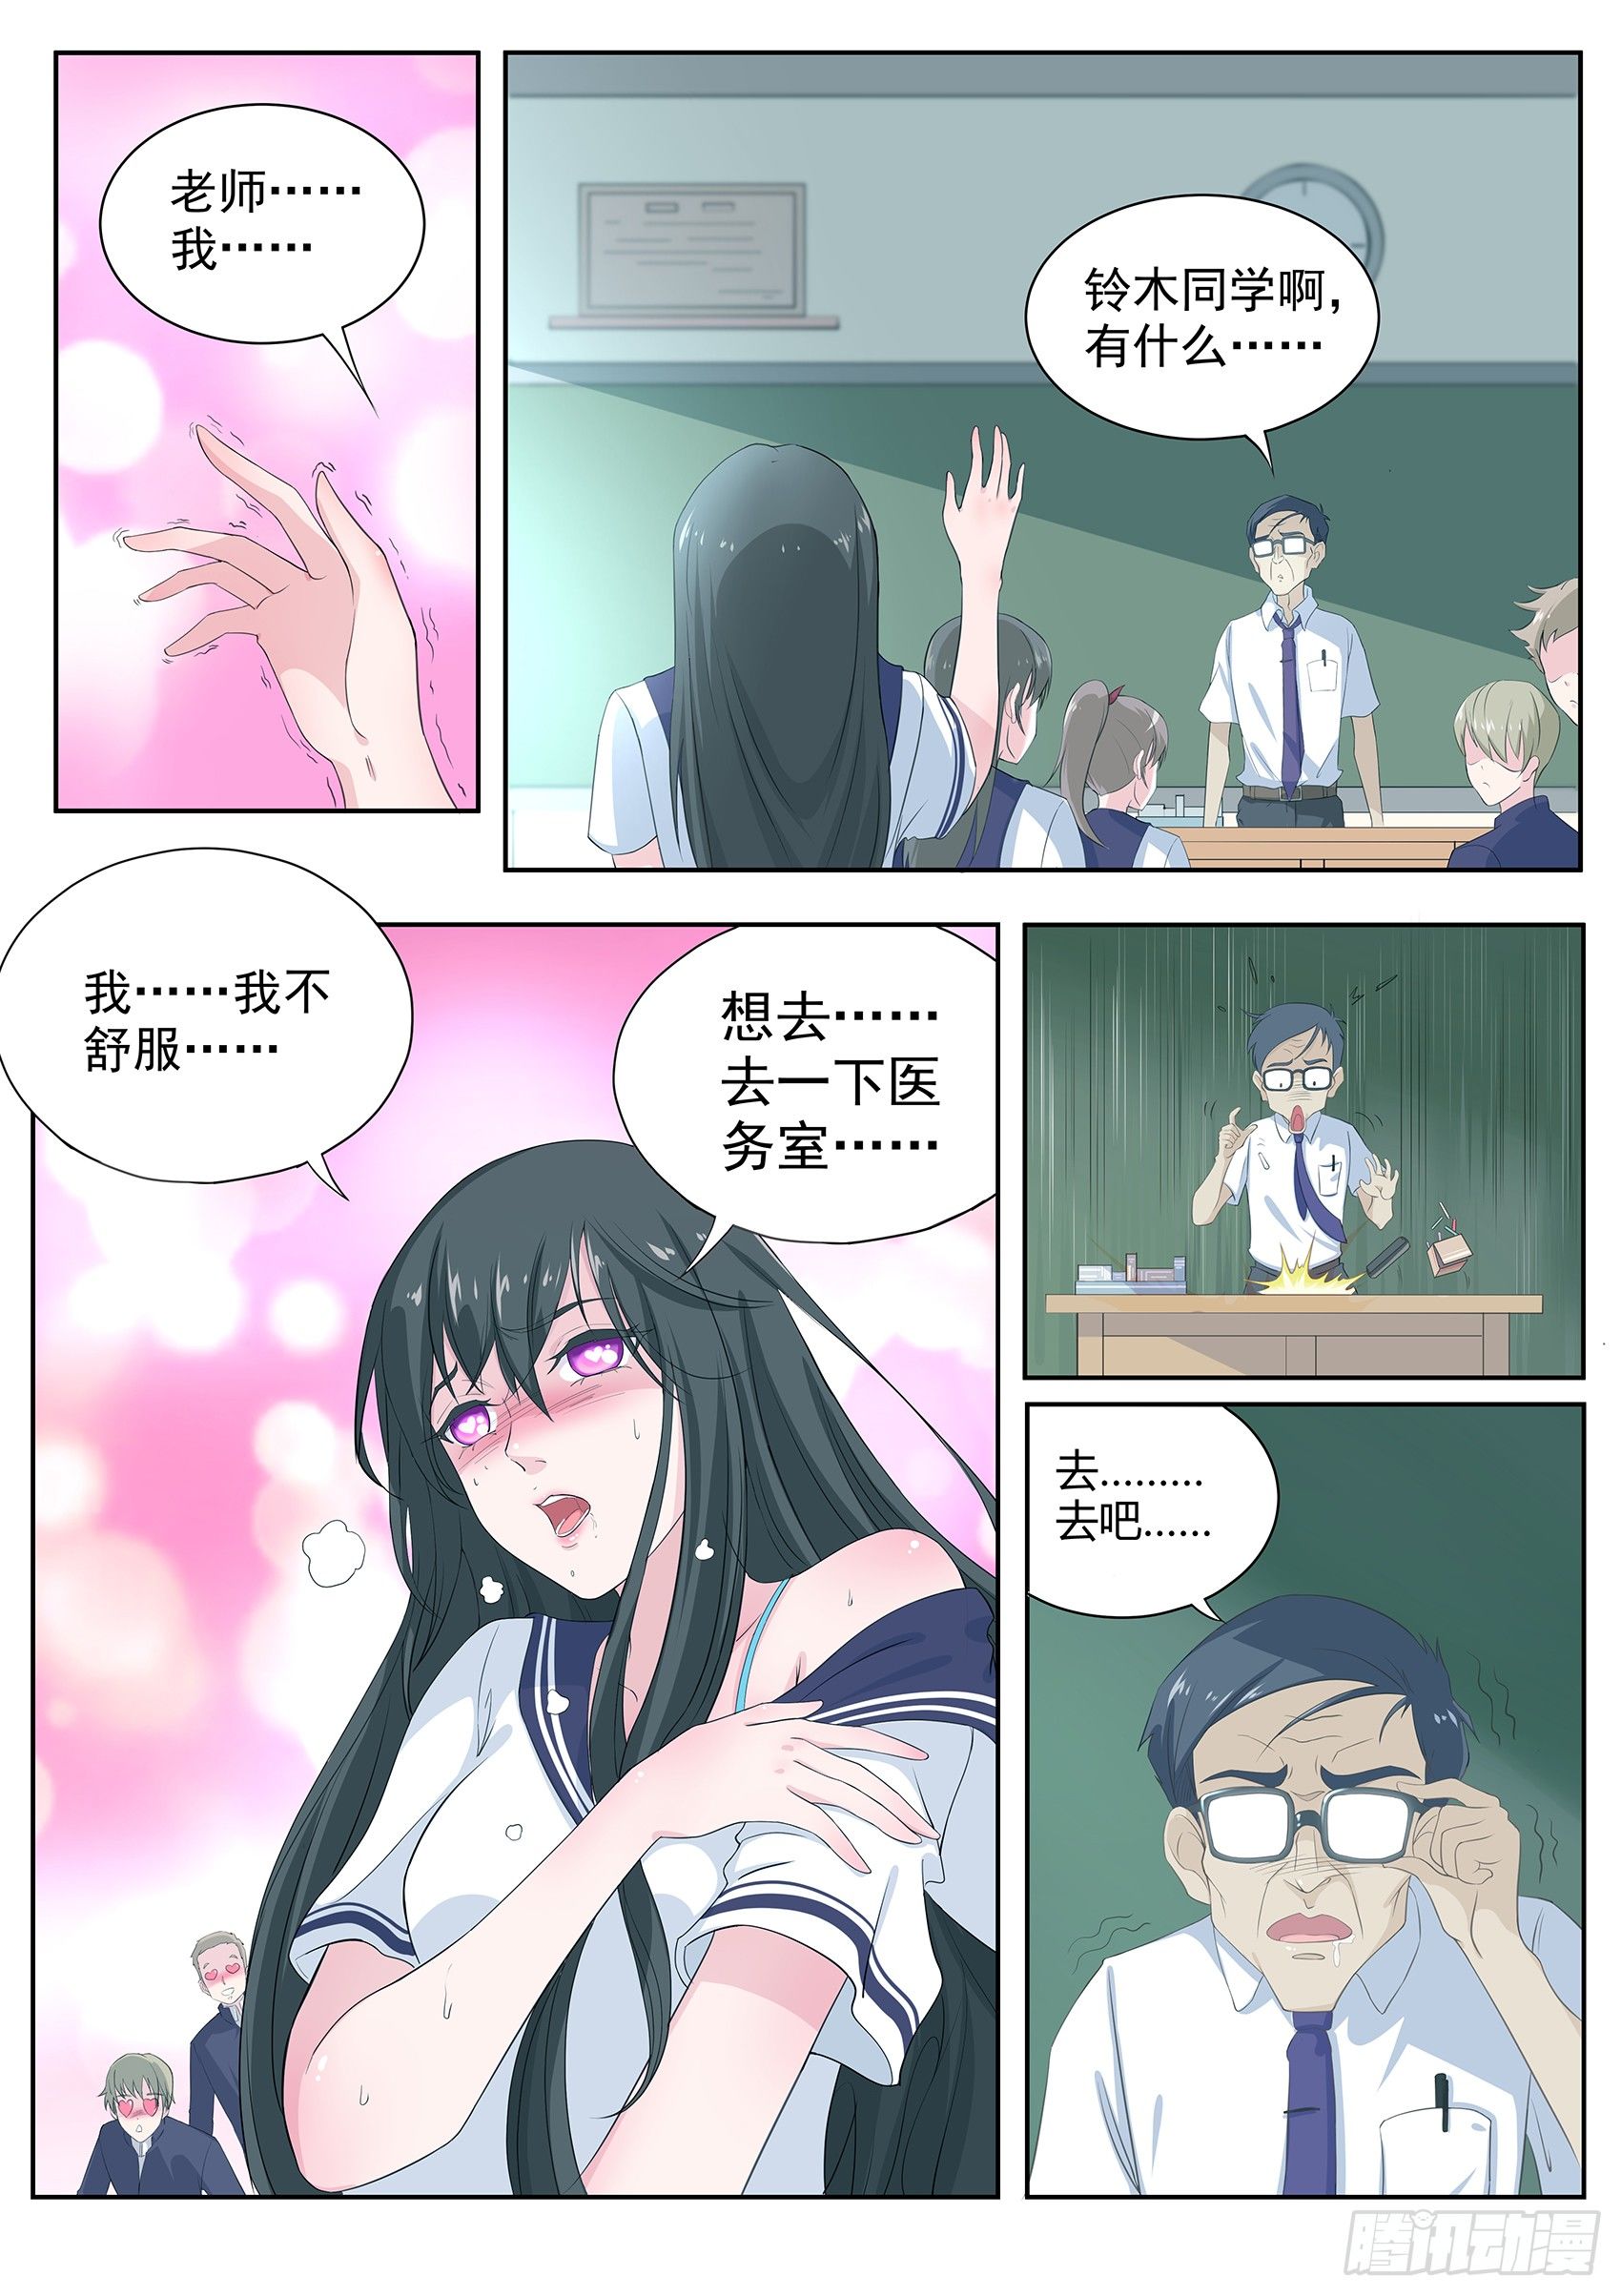 老师……
我……
铃木同学啊，
有什么……
我……我不
舒服……
想去……
去一下医
务室……
去………
去吧……
腾讯动漫